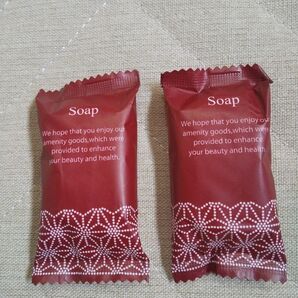 Soap
We hope that you enjoy our
amenity goods,which were
provided to enhance
your beauty and health.
Soap
We hope that you enjoy our
amenity goods,which were
provided to enhance
your beauty and health.